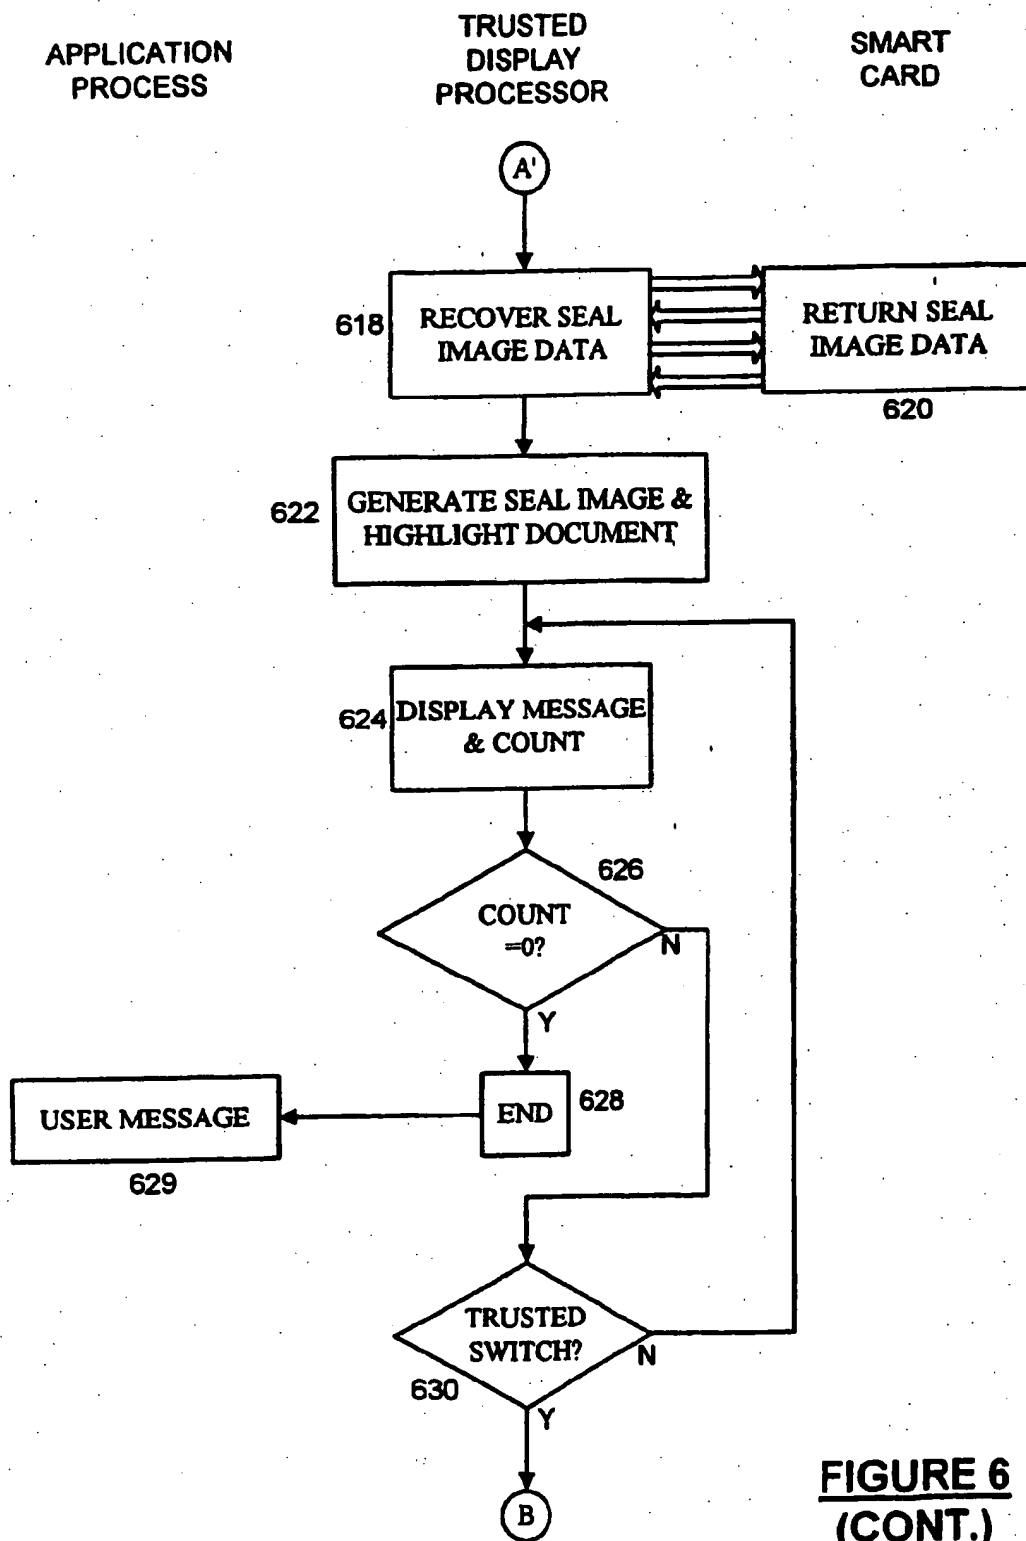 APPLICATION
PROCESS
TRUSTED
DISPLAY
PROCESSOR
SMART
CARD
A'
618
RECOVER SEAL
IMAGE DATA
RETURN SEAL
IMAGE DATA
620
622
GENERATE SEAL IMAGE &
HIGHLIGHT DOCUMENT
624
DISPLAY MESSAGE
& COUNT
626
COUNT
=0?
N
Y
USER MESSAGE
629
END
628
TRUSTED
SWITCH?
N
630
Y
B
FIGURE 6
(CONT.)